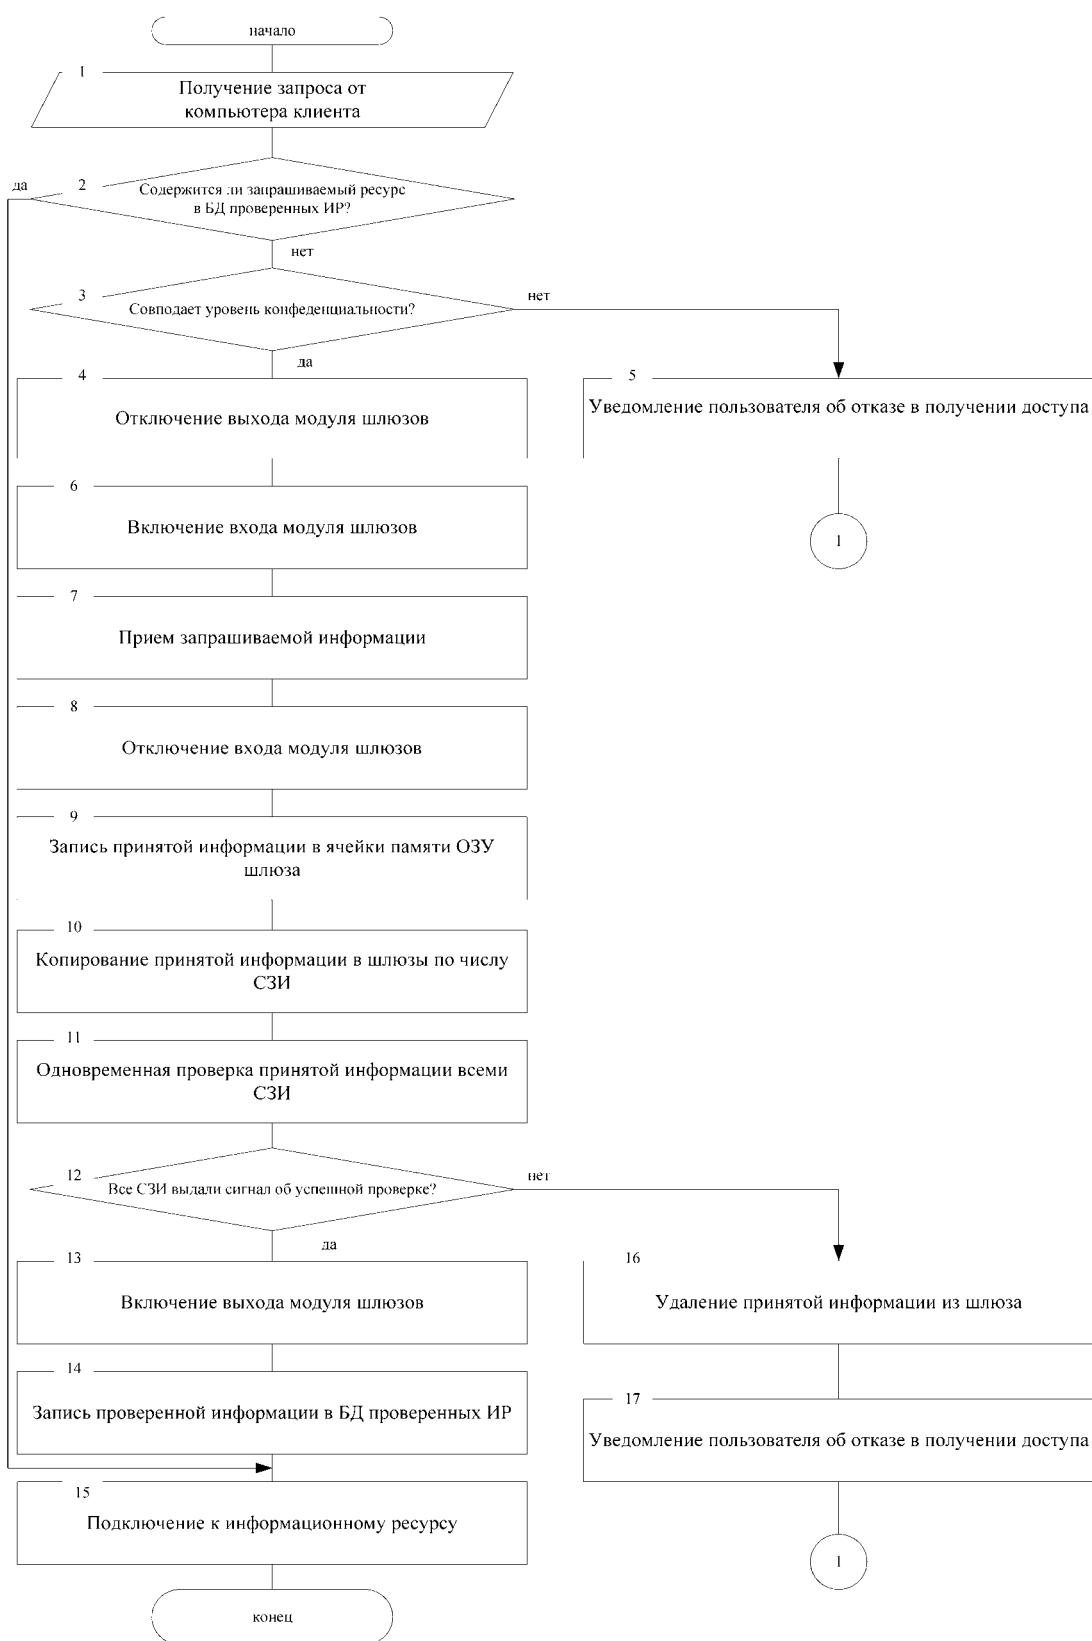 начало
1
Получение запроса от
компьютера клиента
да
2
Содержится ли запрашиваемый ресурс
в БД проверенных ИР?
нет
3
Совподает уровень конфеденциальности?
нет
да
4
Отключение выхода модуля шлюзов
5
Уведомление пользователя об отказе в получении доступа
6
Включение входа модуля шлюзов
1
7
Прием запрашиваемой информации
8
Отключение входа модуля шлюзов
9
Запись принятой информации в ячейки памяти ОЗУ
шлюза
10
Копирование принятой информации в шлюзы по числу
СЗИ
11
Одновременная проверка принятой информации всеми
СЗИ
12
Все СЗИ выдали сигнал об успешной проверке?
нет
да
13
Включение выхода модуля шлюзов
16
Удаление принятой информации из шлюза
14
Запись проверенной информации в БД проверенных ИР
17
Уведомление пользователя об отказе в получении доступа
15
Подключение к информационному ресурсу
1
конец